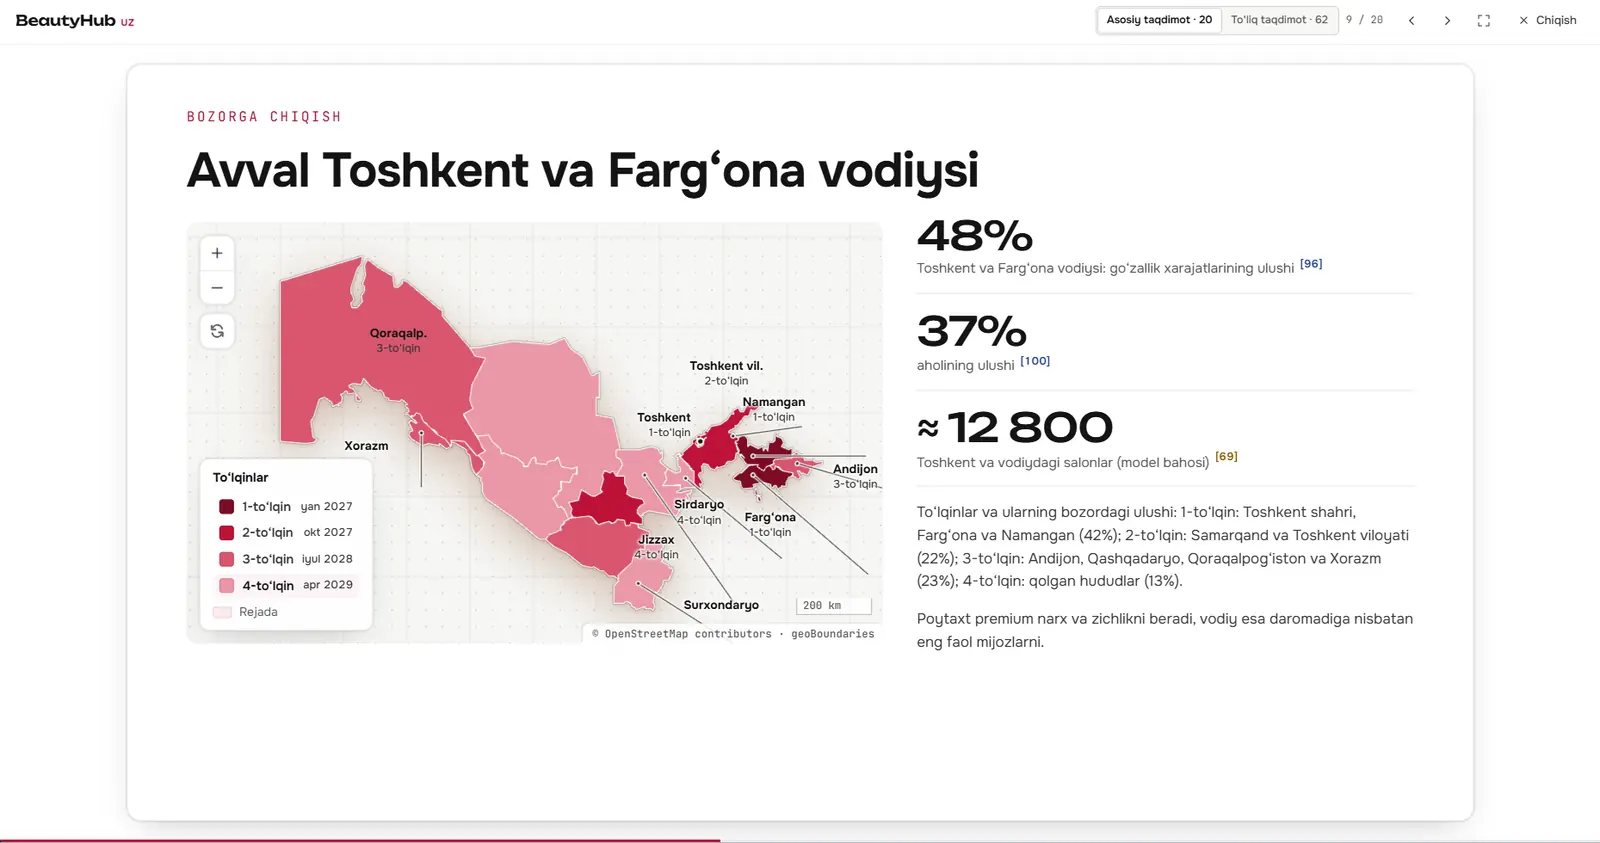 BeautyHub uz
Asosiy taqdimot · 20
To‘liq taqdimot · 62
9 / 20
Chiqish
BOZORGA CHIQISH
Avval Toshkent va Farg‘ona vodiysi
+
−
Qoraqalp.
3-to‘lqin
Toshkent vil.
2-to‘lqin
Namangan
1-to‘lqin
Toshkent
1-to‘lqin
Xorazm
Andijon
3-to‘lqin
Sirdaryo
4-to‘lqin
Farg‘ona
1-to‘lqin
Jizzax
4-to‘lqin
Surxondaryo
To‘lqinlar
1-to‘lqin yan 2027
2-to‘lqin okt 2027
3-to‘lqin iyul 2028
4-to‘lqin apr 2029
Rejada
200 km
© OpenStreetMap contributors · geoBoundaries
48%
Toshkent va Farg‘ona vodiysi: go‘zallik xarajatlarining ulushi [96]
37%
aholining ulushi [100]
≈ 12 800
Toshkent va vodiydagi salonlar (model bahosi) [69]
To‘lqinlar va ularning bozordagi ulushi: 1-to‘lqin: Toshkent shahri,
Farg‘ona va Namangan (42%); 2-to‘lqin: Samarqand va Toshkent viloyati
(22%); 3-to‘lqin: Andijon, Qashqadaryo, Qoraqalpog‘iston va Xorazm
(23%); 4-to‘lqin: qolgan hududlar (13%).
Poytaxt premium narx va zichlikni beradi, vodiy esa daromadiga nisbatan
eng faol mijozlarni.